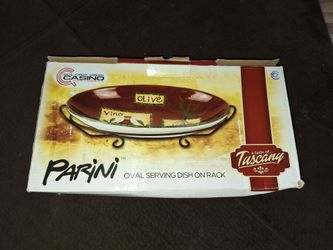 CASINO
OLIVE
Vino
a taste of
Tuscany
PARINI
OVAL SERVING DISH ON RACK